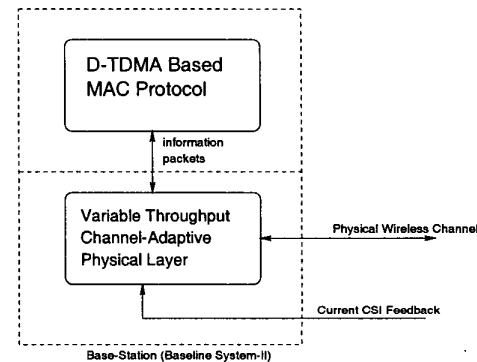 D-TDMA Based
MAC Protocol
information
packets
Variable Throughput
Channel-Adaptive
Physical Layer
Physical Wireless Channel
Current CSI Feedback
Base-Station (Baseline System-II)